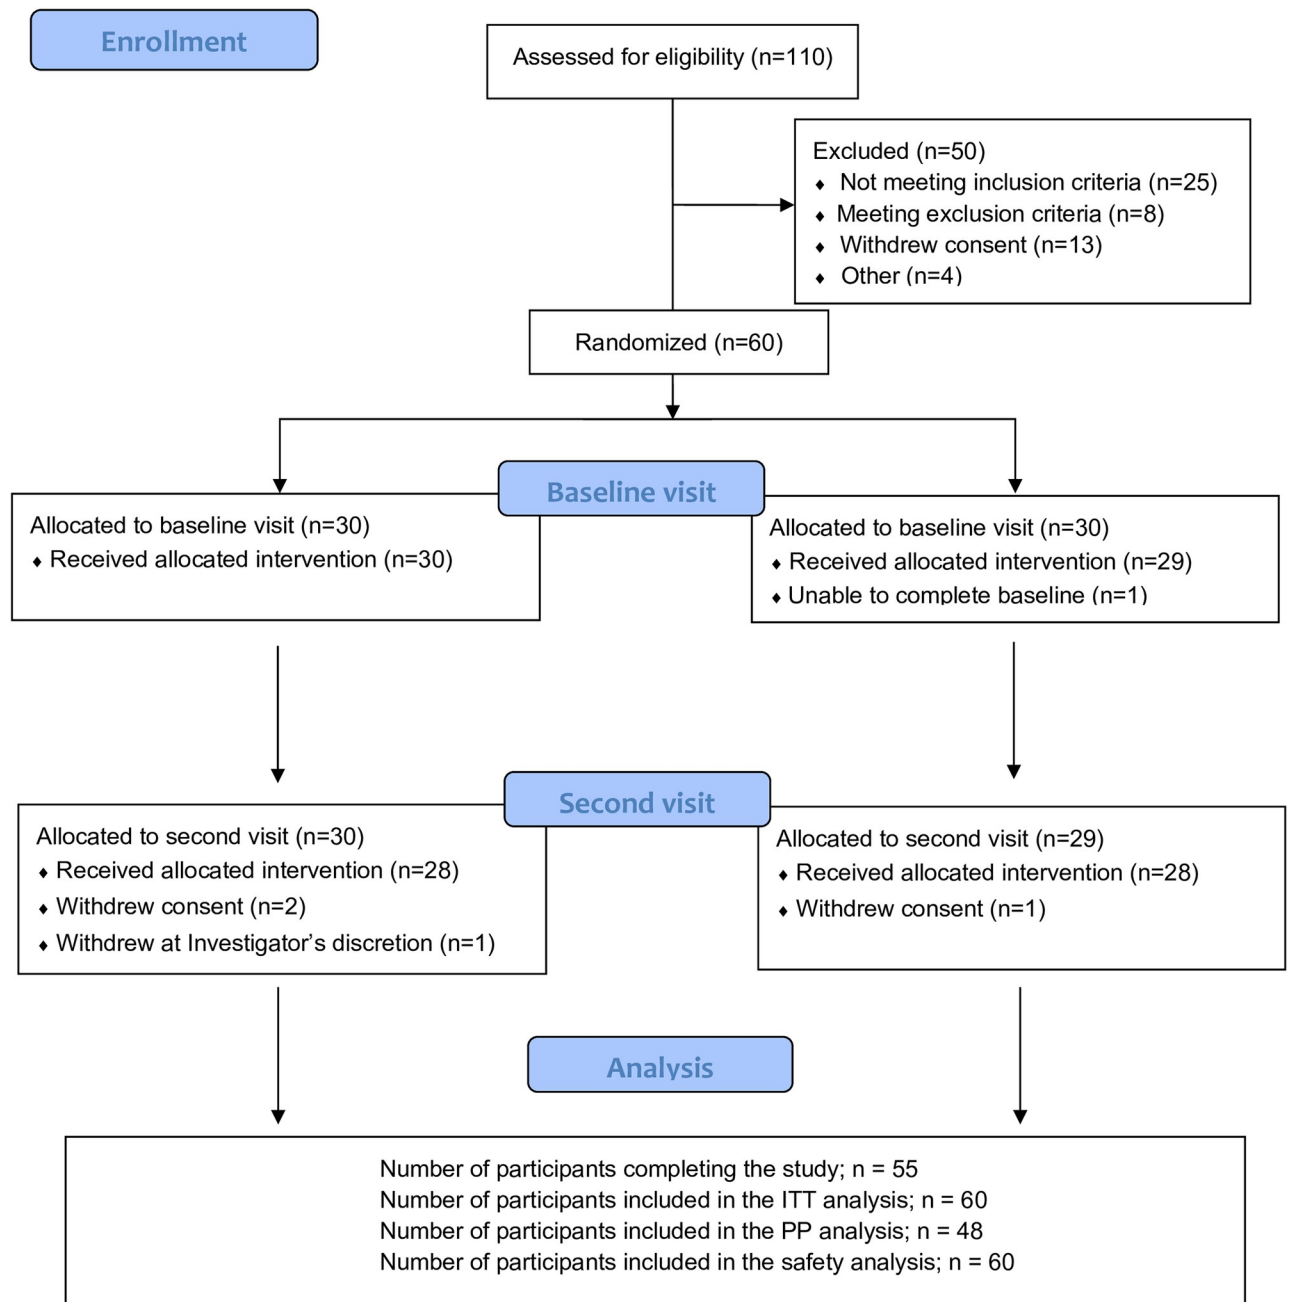 Enrollment
Assessed for eligibility (n=110)
Excluded (n=50)
♦ Not meeting inclusion criteria (n=25)
♦ Meeting exclusion criteria (n=8)
♦ Withdrew consent (n=13)
♦ Other (n=4)
Randomized (n=60)
Baseline visit
Allocated to baseline visit (n=30)
♦ Received allocated intervention (n=30)
Allocated to baseline visit (n=30)
♦ Received allocated intervention (n=29)
♦ Unable to complete baseline (n=1)
Second visit
Allocated to second visit (n=30)
♦ Received allocated intervention (n=28)
♦ Withdrew consent (n=2)
♦ Withdrew at Investigator’s discretion (n=1)
Allocated to second visit (n=29)
♦ Received allocated intervention (n=28)
♦ Withdrew consent (n=1)
Analysis
Number of participants completing the study; n = 55
Number of participants included in the ITT analysis; n = 60
Number of participants included in the PP analysis; n = 48
Number of participants included in the safety analysis; n = 60